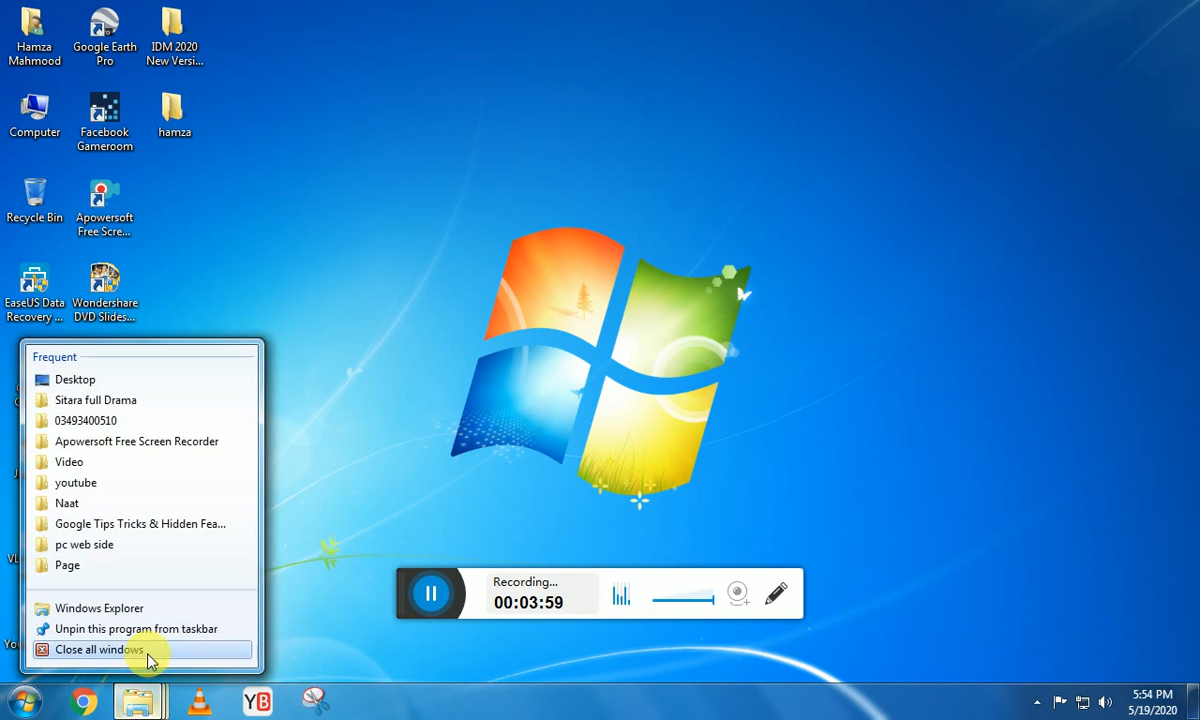 Hamza
Mahmood
Google Earth
Pro
IDM 2020
New Versi...
Computer
Facebook
Gameroom
hamza
Recycle Bin
Apowersoft
Free Scre...
EaseUS Data
Recovery ...
Wondershare
DVD Slides...
Frequent
Desktop
Sitara full Drama
03493400510
Apowersoft Free Screen Recorder
Video
youtube
Naat
Google Tips Tricks & Hidden Fea...
pc web side
Page
Windows Explorer
Unpin this program from taskbar
Close all windows
Recording...
00:03:59
YB
5:54 PM
5/19/2020